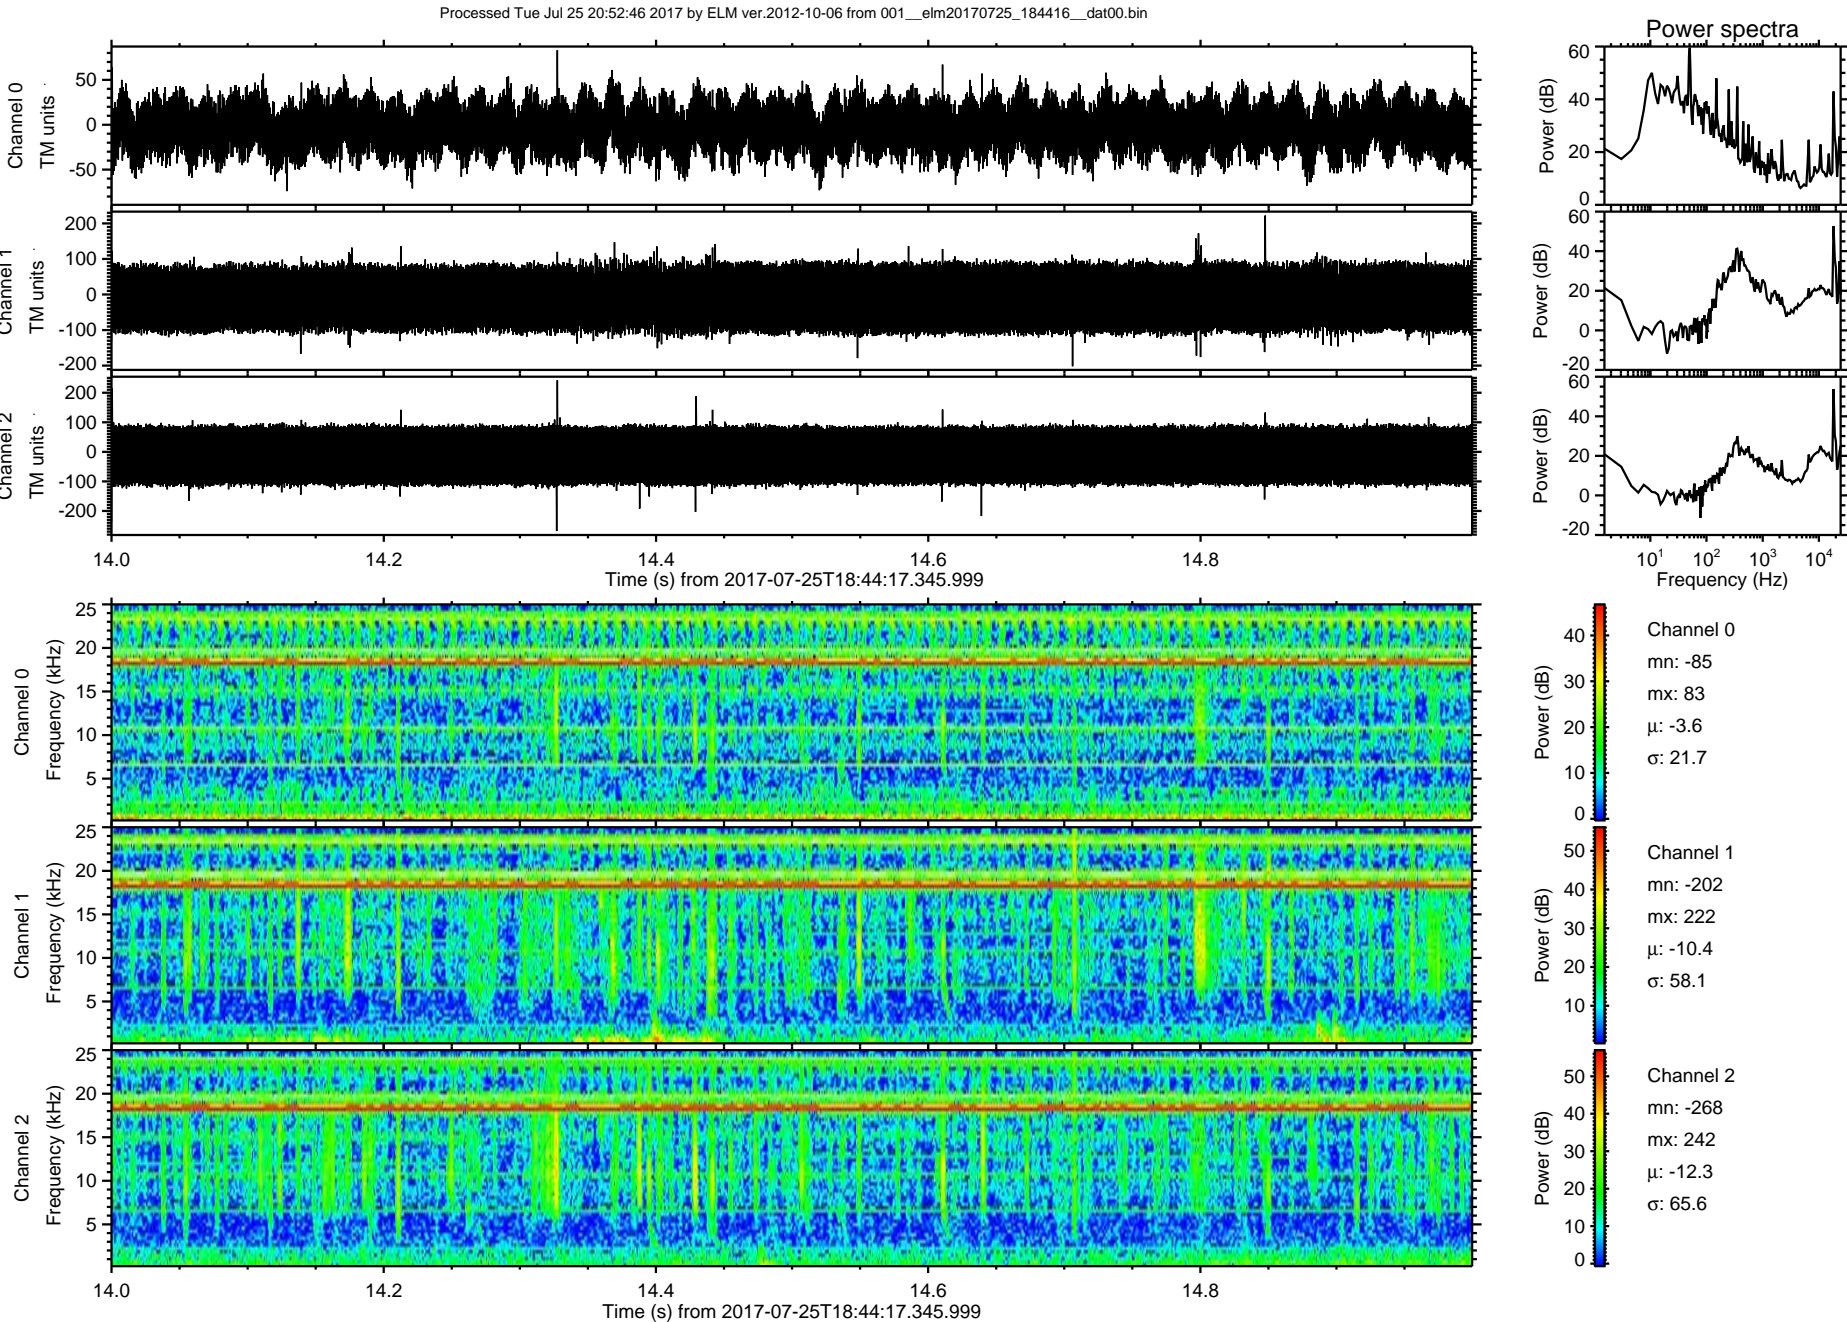 Processed Tue Jul 25 20:52:46 2017 by ELM ver.2012-10-06 from 001__elm20170725_184416__dat00.bin
Power spectra
Channel 0
TM units
50
0
-50
Power (dB)
60
40
20
0
Channel 1
TM units
200
100
0
-100
-200
Power (dB)
60
40
20
0
-20
Channel 2
TM units
200
100
0
-100
-200
Power (dB)
60
40
20
0
-20
14.0 14.2 14.4 14.6 14.8
Time (s) from 2017-07-25T18:44:17.345.999
10^1 10^2 10^3 10^4
Frequency (Hz)
Channel 0
Frequency (kHz)
25
20
15
10
5
Power (dB)
40
30
20
10
0
Channel 0
mn: -85
mx: 83
μ: -3.6
σ: 21.7
Channel 1
Frequency (kHz)
25
20
15
10
5
Power (dB)
50
40
30
20
10
Channel 1
mn: -202
mx: 222
μ: -10.4
σ: 58.1
Channel 2
Frequency (kHz)
25
20
15
10
5
Power (dB)
50
40
30
20
10
0
Channel 2
mn: -268
mx: 242
μ: -12.3
σ: 65.6
14.0 14.2 14.4 14.6 14.8
Time (s) from 2017-07-25T18:44:17.345.999